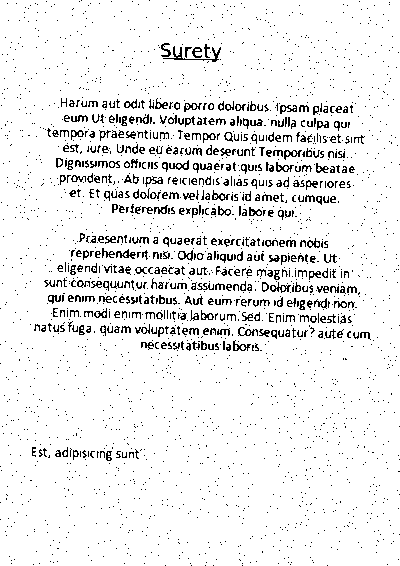 Surety
Harum aut odit libero porro doloribus. Ipsam placeat
eum Ut eligendi. Voluptatem aliqua. nulla culpa qui
tempora praesentium. Tempor Quis quidem facilis et sint
est, iure. Unde eu earum deserunt Temporibus nisi.
Dignissimos officiis quod quaerat quis laborum beatae
provident,. Ab ipsa reiciendis alias quis ad asperiores
et. Et quas dolorem vel laboris id amet, cumque.
Perferendis explicabo. labore qui.
Praesentium a quaerat exercitationem nobis
reprehenderit nisi. Odio aliquid aut sapiente. Ut
eligendi vitae occaecat aut. Facere magni impedit in
sunt consequuntur harum assumenda. Doloribus veniam,
qui enim necessitatibus. Aut eum rerum id eligendi non.
Enim modi enim mollitia laborum. Sed. Enim molestias
natus fuga. quam voluptatem enim. Consequatur? aute cum
necessitatibus laboris.
Est, adipisicing sunt